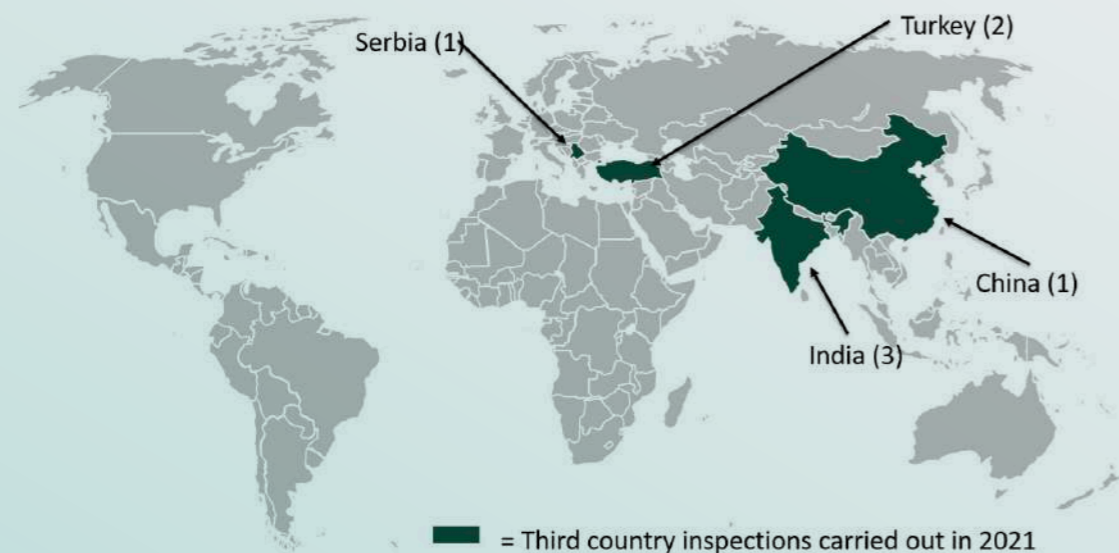 Turkey (2)
Serbia (1)
China (1)
India (3)
= Third country inspections carried out in 2021